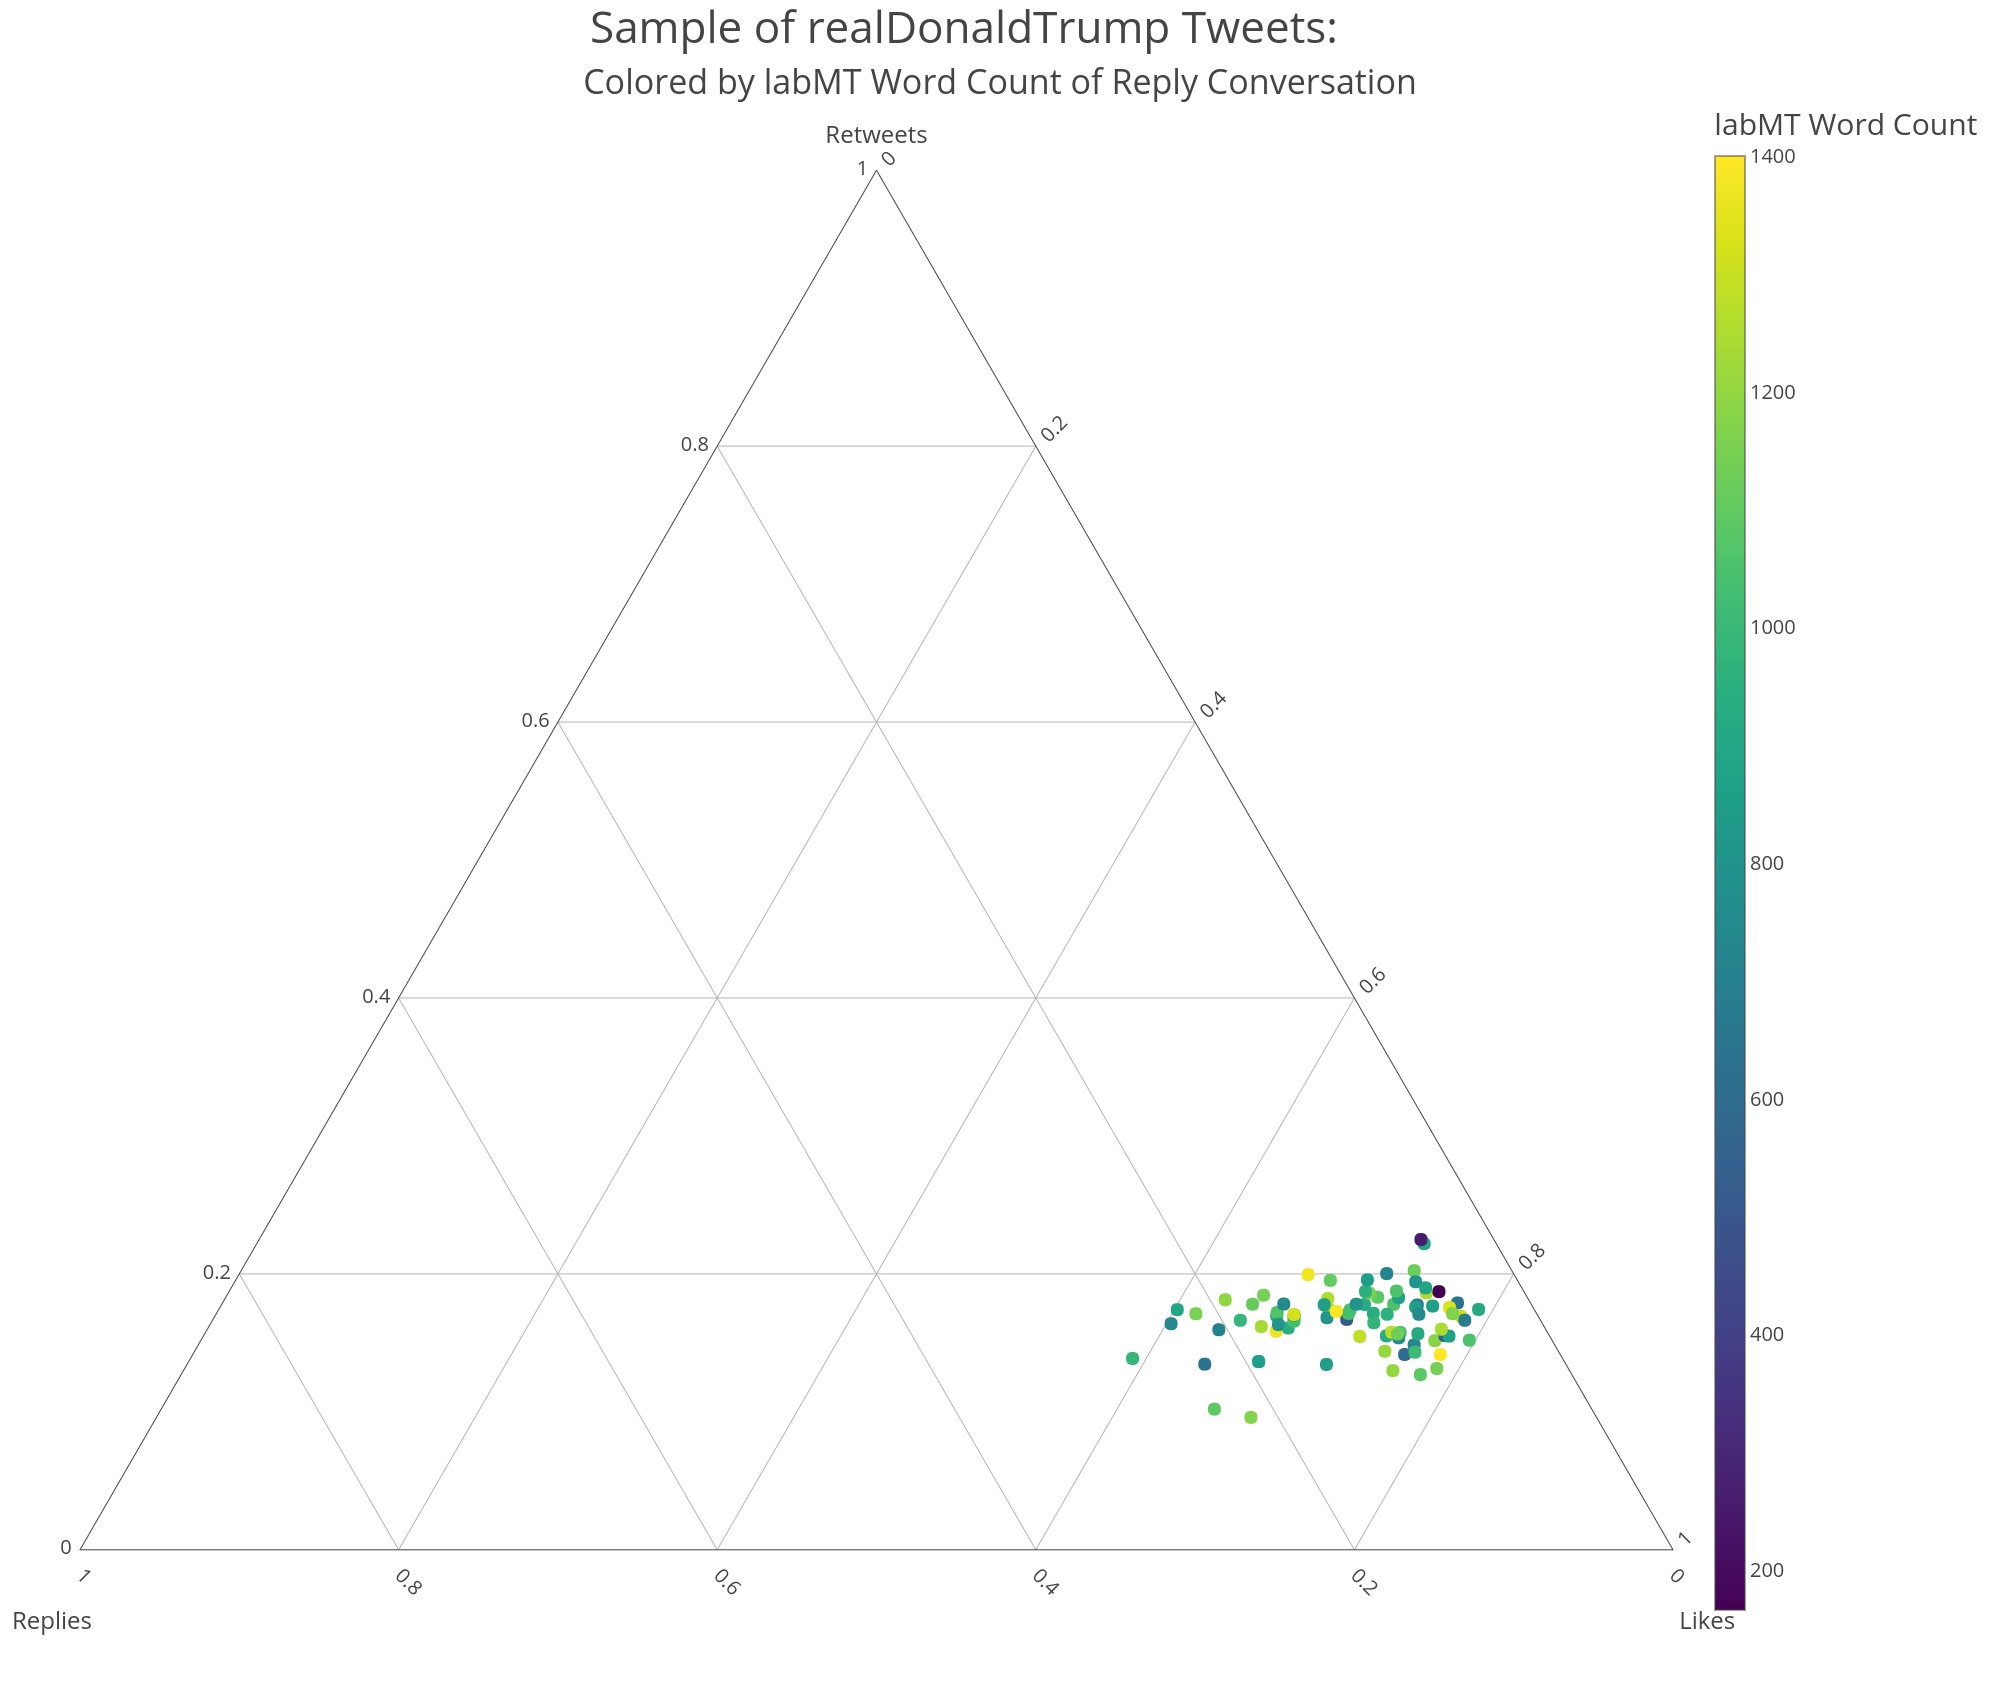 Sample of realDonaldTrump Tweets:
Colored by labMT Word Count of Reply Conversation
labMT Word Count
Retweets
1 0
1400
1200
0.8 0.2
1000
0.6 0.4
800
0.4 0.6
600
0.2 0.8
400
200
0 1
1 0.8 0.6 0.4 0.2 0
Replies Likes